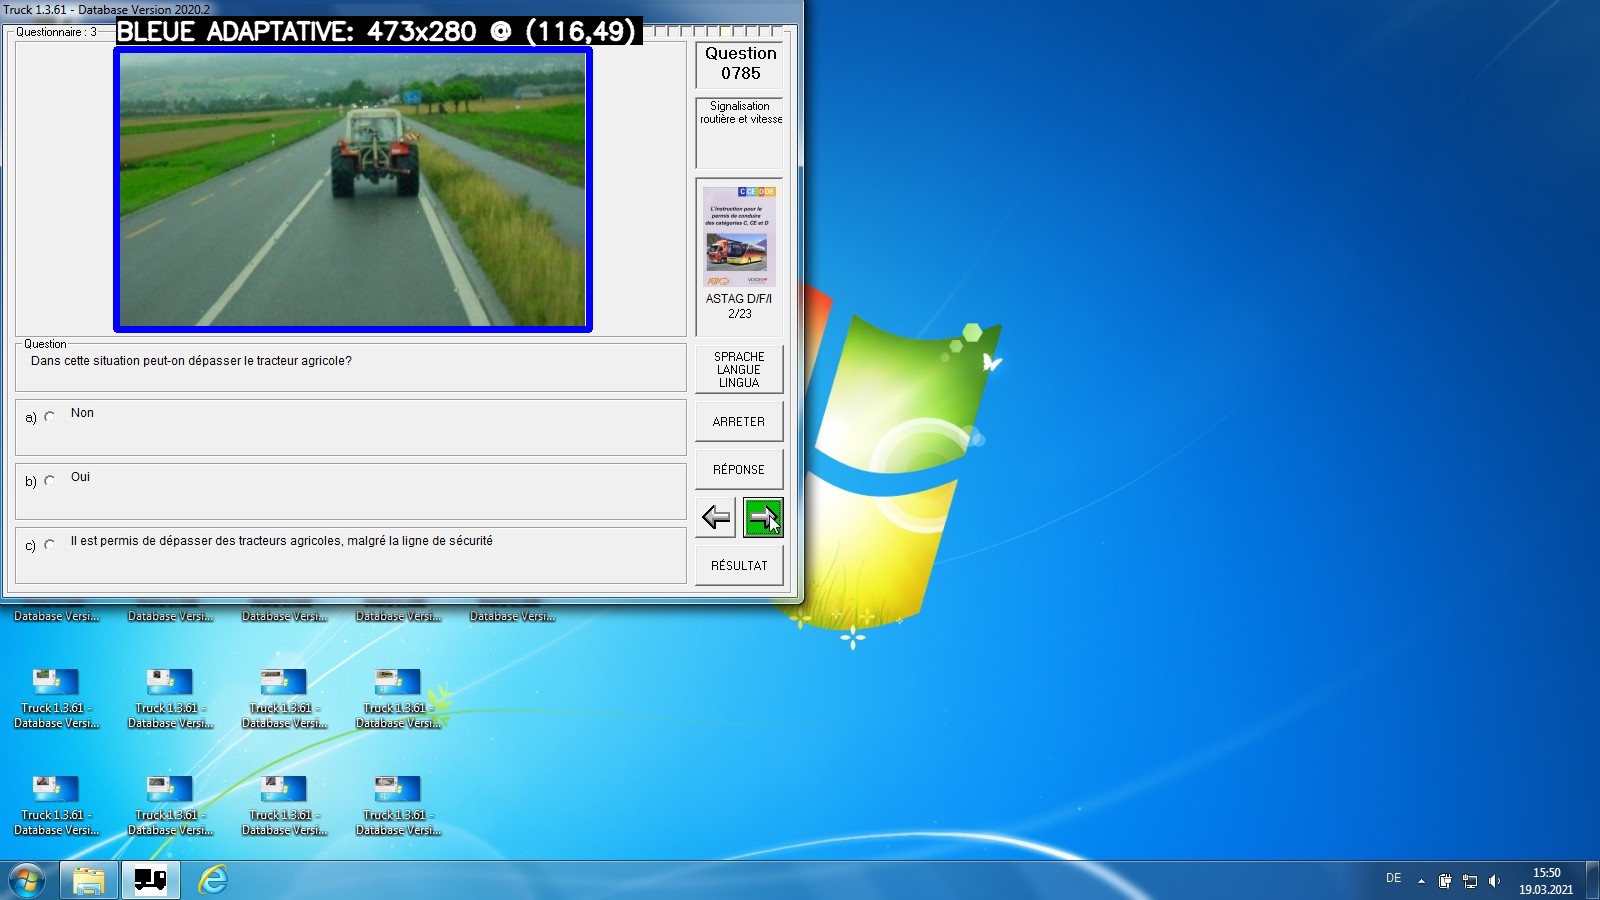 Truck 1.3.61 - Database Version 2020.2
BLEUE ADAPTATIVE: 473x280 @ (116,49)
Questionnaire : 3
Question
0785
Signalisation
routière et vitesse
C CE D DE
L'instruction pour le
permis de conduire
des catégories C, CE et D
ASTAG D/F/I
2/23
Question
Dans cette situation peut-on dépasser le tracteur agricole?
SPRACHE
LANGUE
LINGUA
a) Non
ARRETER
b) Oui
RÉPONSE
c) Il est permis de dépasser des tracteurs agricoles, malgré la ligne de sécurité
RÉSULTAT
Database Versi...
Database Versi...
Database Versi...
Database Versi...
Database Versi...
Truck 1.3.61 -
Database Versi...
Truck 1.3.61 -
Database Versi...
Truck 1.3.61 -
Database Versi...
Truck 1.3.61 -
Database Versi...
Truck 1.3.61 -
Database Versi...
Truck 1.3.61 -
Database Versi...
Truck 1.3.61 -
Database Versi...
Truck 1.3.61 -
Database Versi...
DE
15:50
19.03.2021